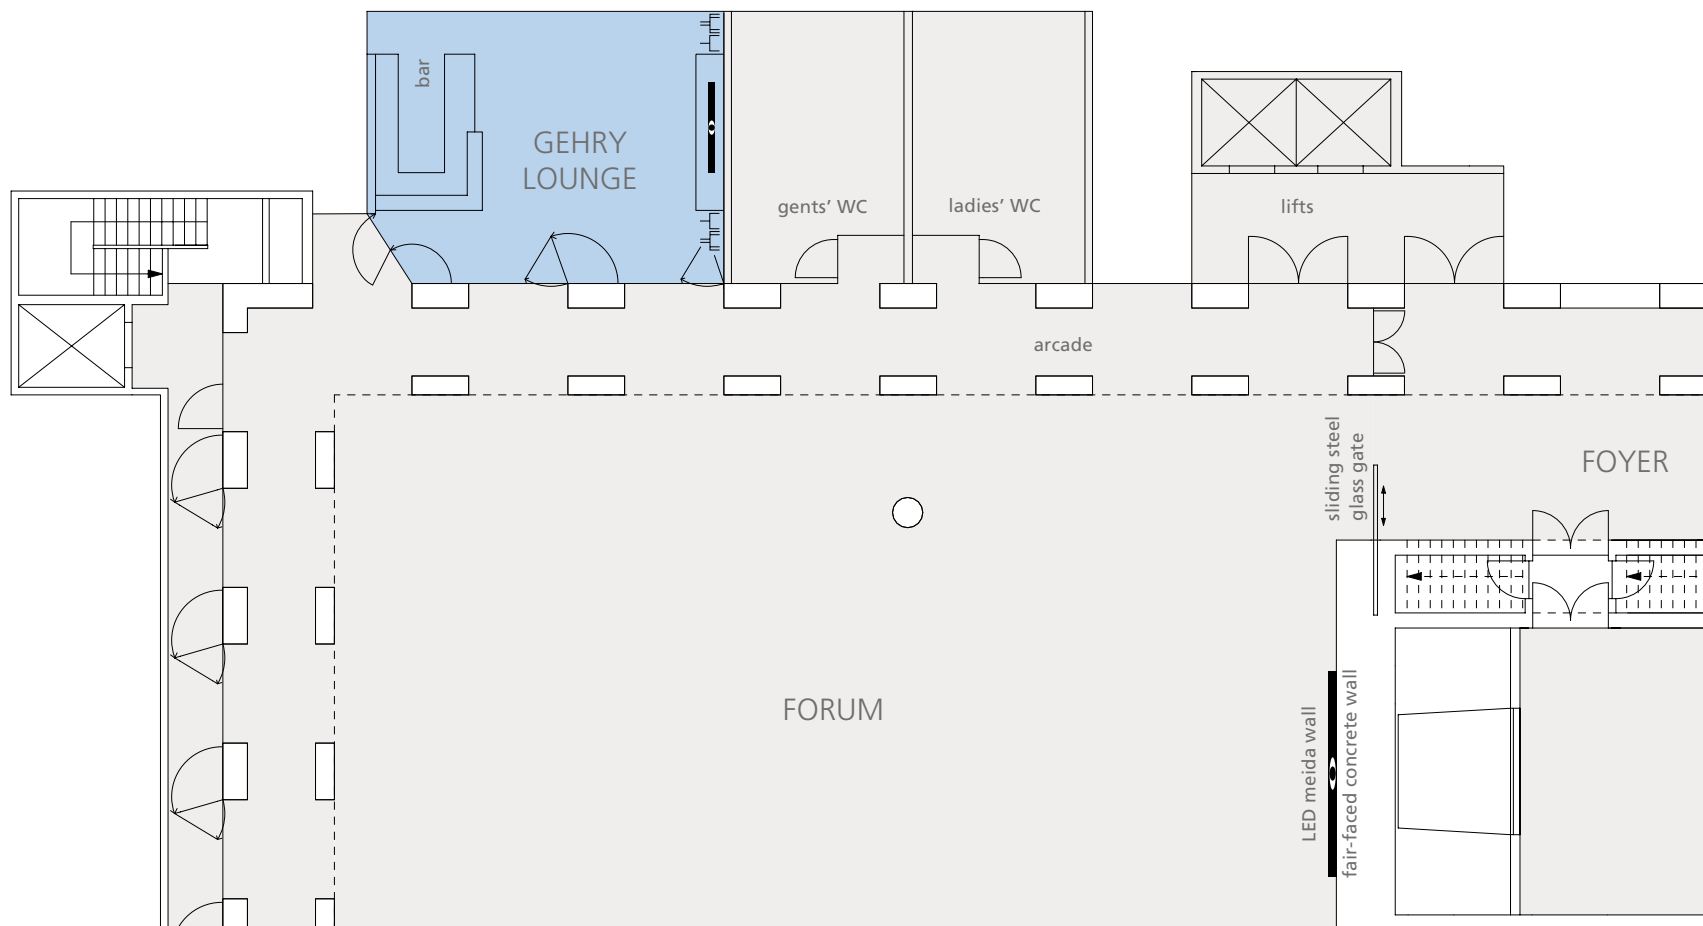 bar
GEHRY
LOUNGE
gents’ WC
ladies’ WC
lifts
arcade
sliding steel
glass gate
FOYER
FORUM
LED meida wall
fair-faced concrete wall